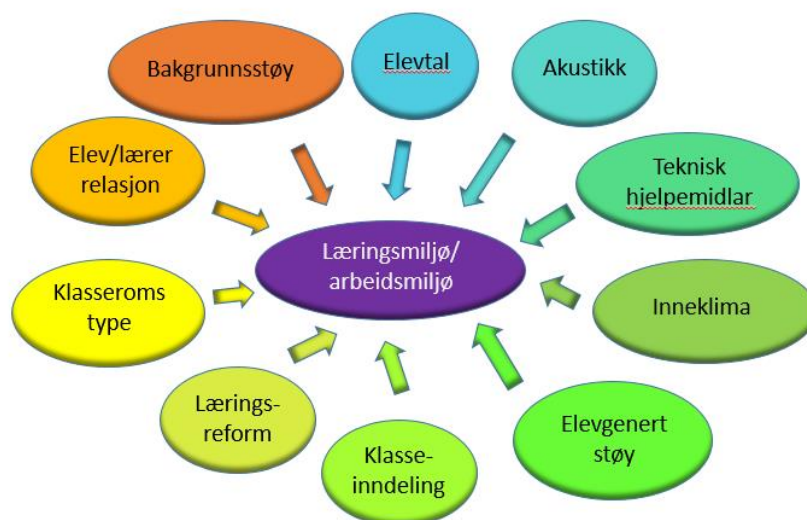 Bakgrunnsstøy
Elevtal
Akustikk
Elev/lærer
relasjon
Teknisk
hjelpemidlar
Læringsmiljø/
arbeidsmiljø
Klasseroms
type
Inneklima
Lærings-
reform
Klasse-
inndeling
Elevgenert
støy